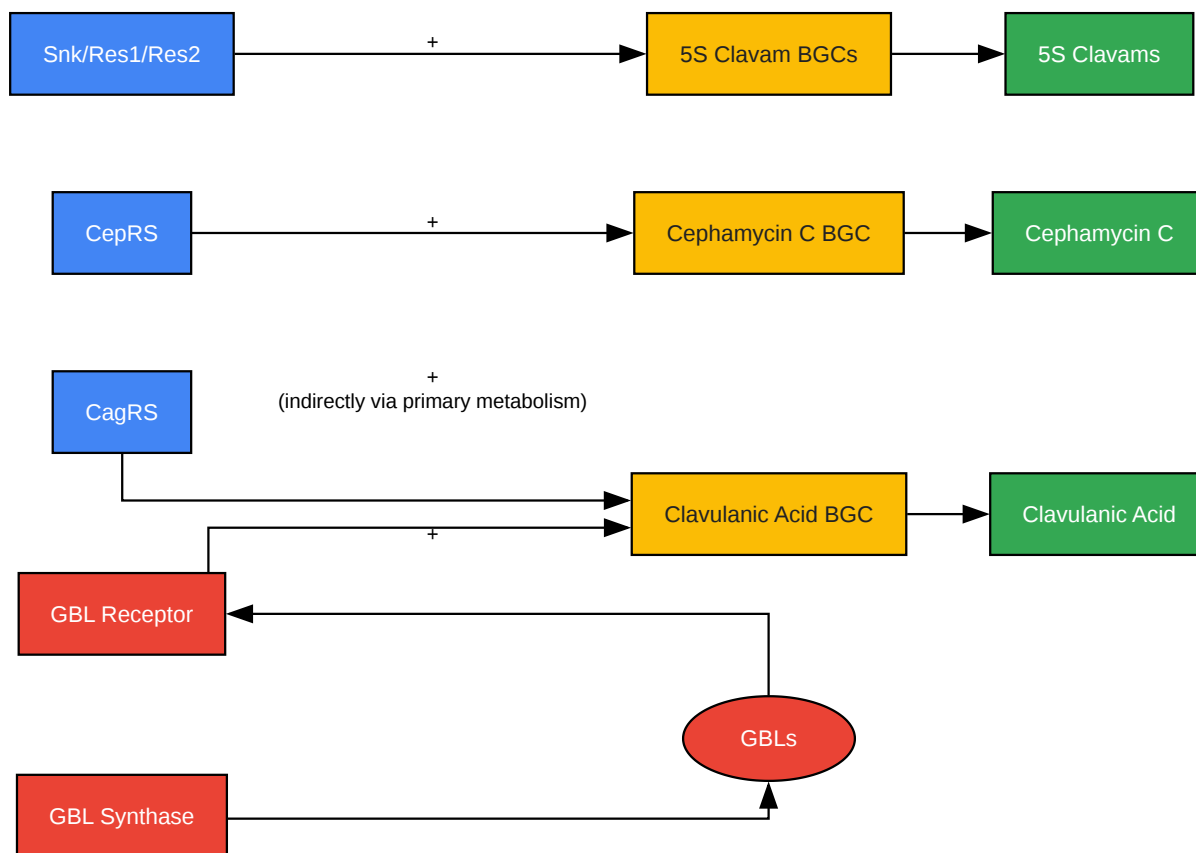 Snk/Res1/Res2
+
5S Clavam BGCs
5S Clavams
CepRS
+
Cephamycin C BGC
Cephamycin C
CagRS
+
(indirectly via primary metabolism)
Clavulanic Acid BGC
Clavulanic Acid
+
GBL Receptor
GBLs
GBL Synthase